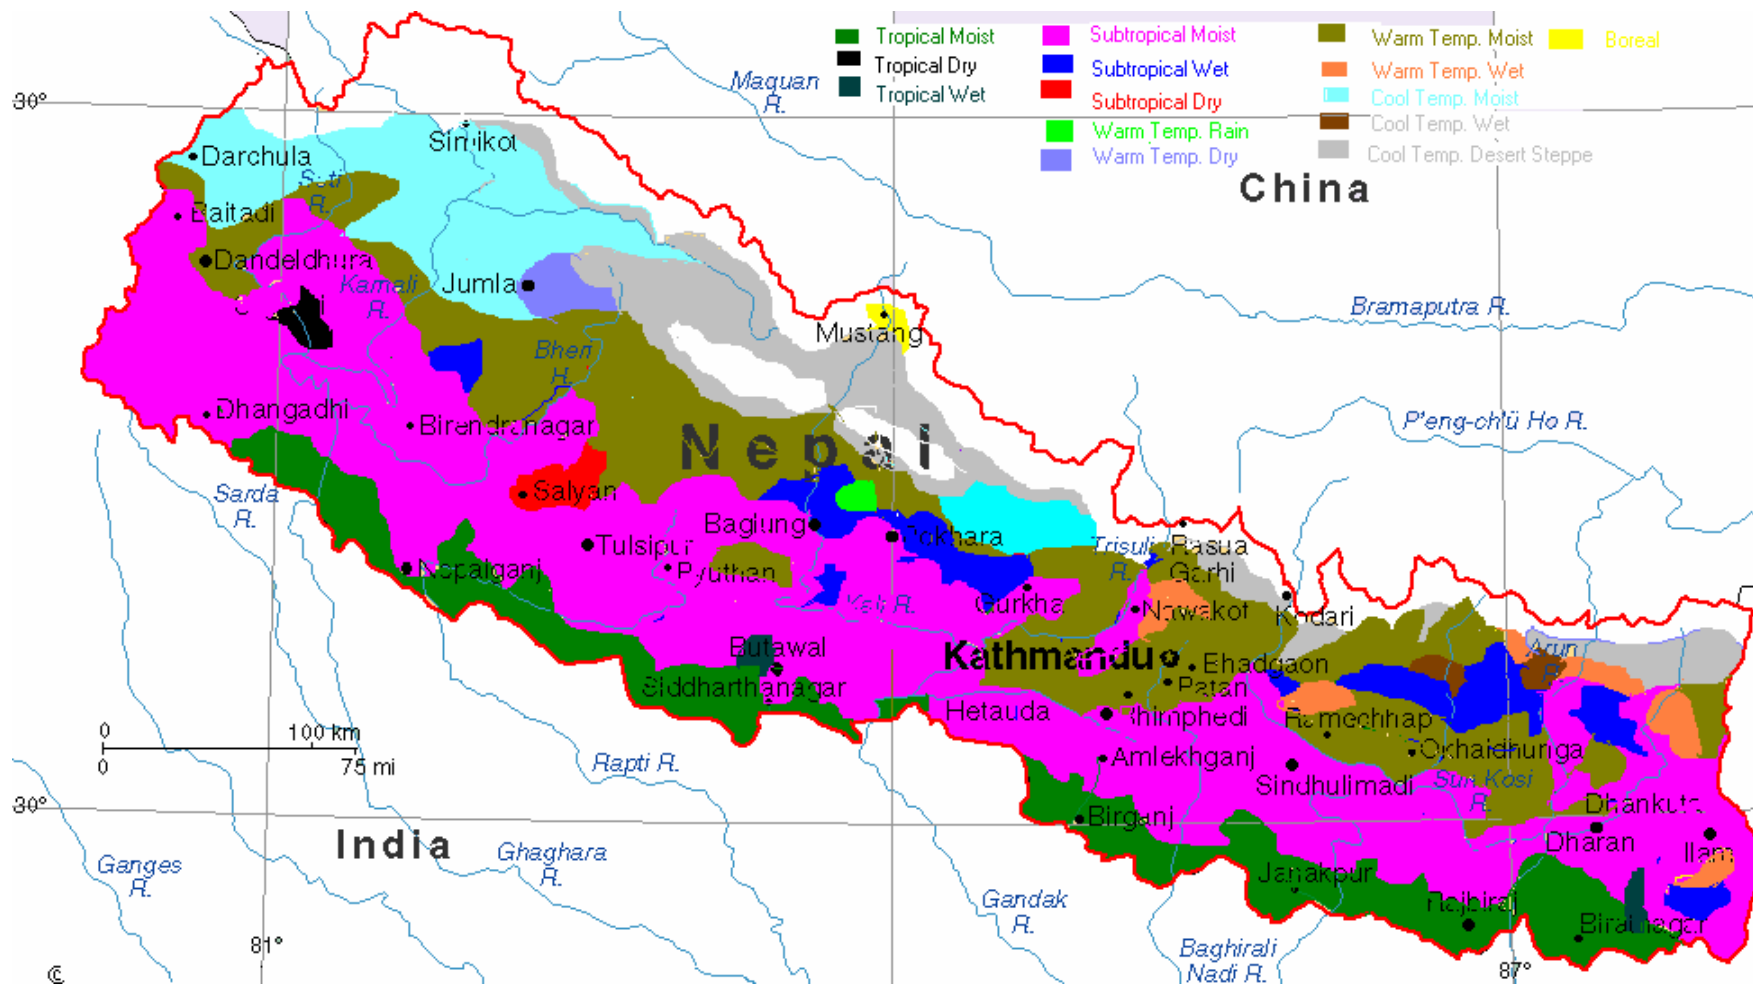 Tropical Moist
Subtropical Moist
Warm Temp. Moist
Boreal
Tropical Dry
Subtropical Wet
Warm Temp. Wet
Tropical Wet
Subtropical Dry
Cool Temp. Moist
Warm Temp. Rain
Cool Temp. Wet
Warm Temp. Dry
Cool Temp. Desert Steppe
Maquan
R.
30°
Simikot
Darchula
Seti
R.
China
Baitadi
Dandeldhura
Karnali
R.
Jumla
Bramaputra R.
Mustang
Bheri
R.
Dhangadhi
Birendranagar
P'eng-ch'ü Ho R.
Nepal
Sarda
R.
Salyan
Baglung
Pokhara
Tulsipur
Trisuli
R.
Rasua
Garhi
Nepalganj
Pyuthan
Kali R.
Gurkha
Nawakot
Kodari
Butawal
Kathmandu
Bhadgaon
Arun
R.
Siddharthanagar
Patan
Hetauda
Bhimphedi
Ramechhap
0
100 km
0
75 mi
Amlekhganj
Okhaldhunga
Rapti R.
Sindhulimadi
Sun Kosi
R.
30°
Dhankuta
Birganj
Dharan
India
Ilam
Ganges
R.
Ghaghara
R.
Janakpur
Gandak
R.
Rajbiraj
Biratnagar
81°
Baghirali
Nadi R.
87°
©